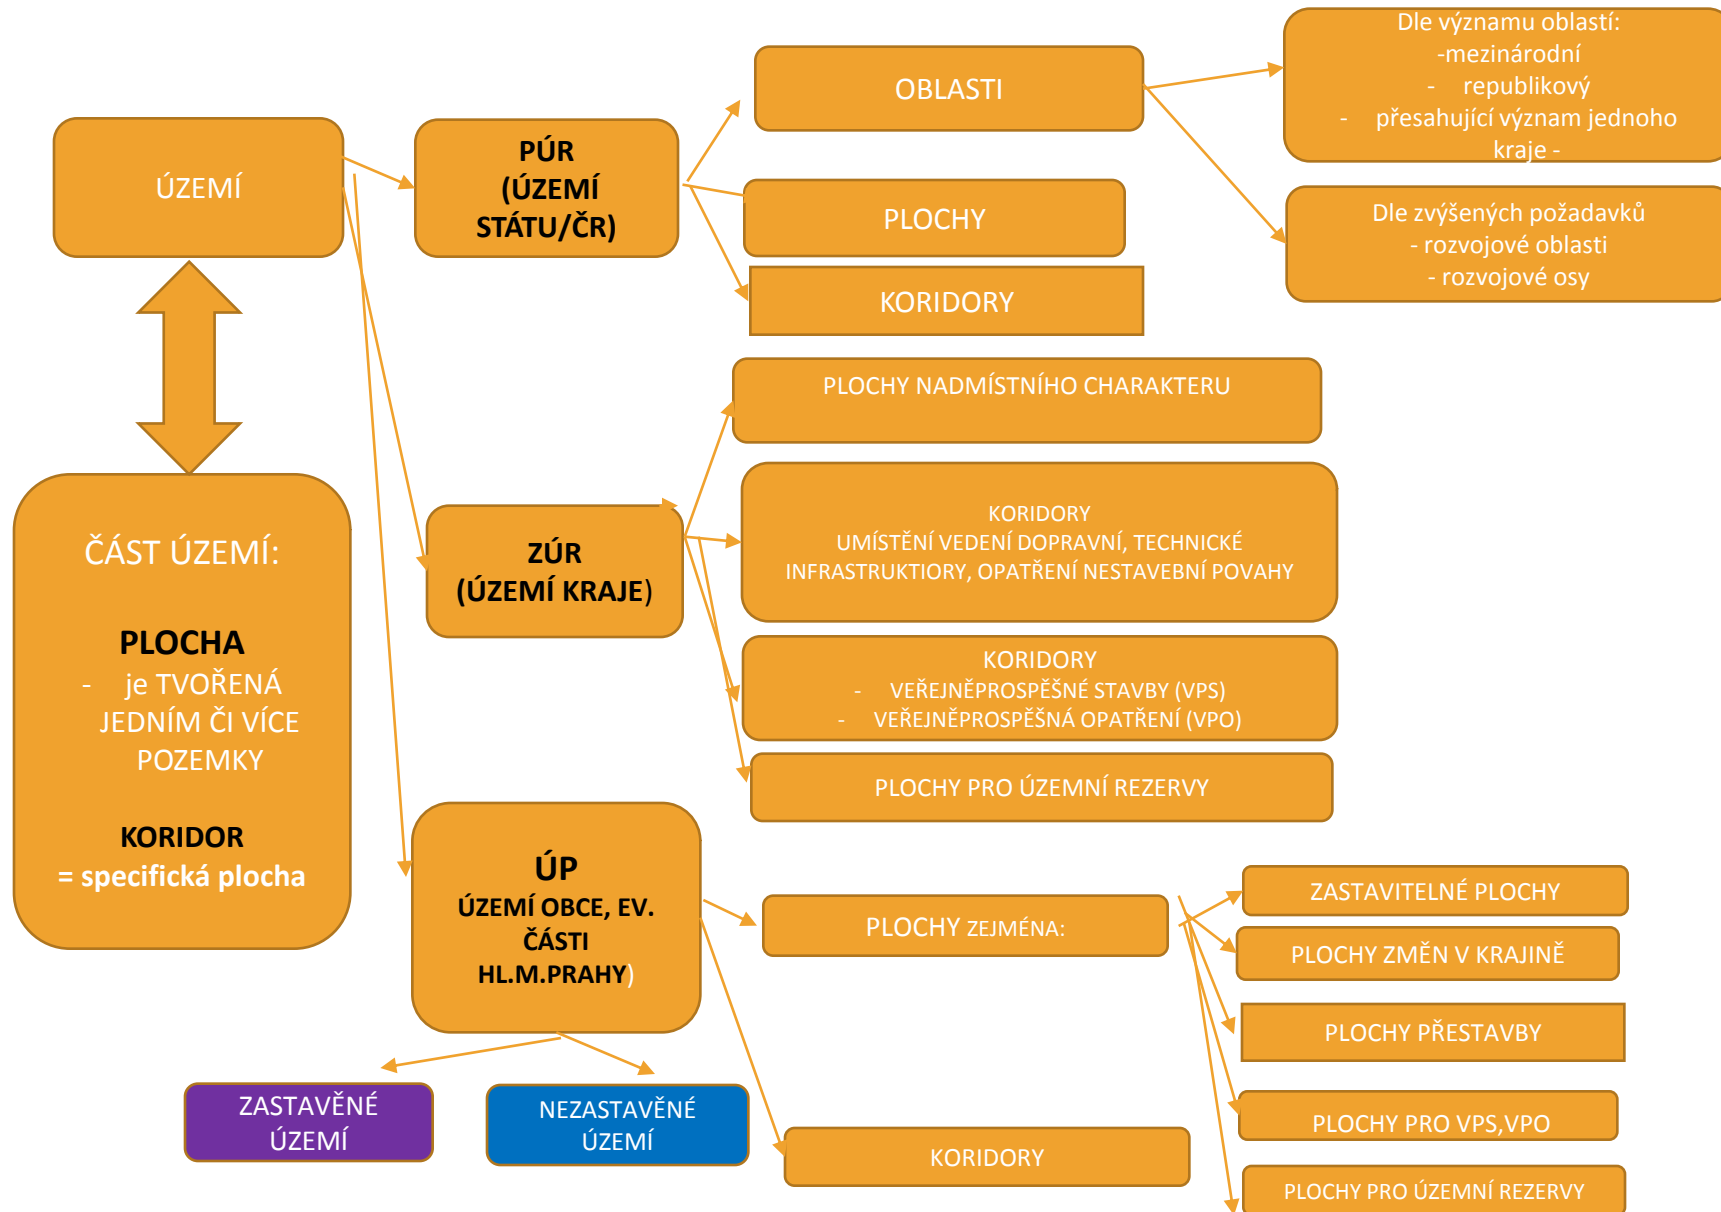 ÚZEMÍ
ČÁST ÚZEMÍ:
PLOCHA
- je TVOŘENÁ
JEDNÍM ČI VÍCE
POZEMKY
KORIDOR
= specifická plocha
PÚR
(ÚZEMÍ
STÁTU/ČR)
OBLASTI
PLOCHY
KORIDORY
Dle významu oblastí:
-mezinárodní
- republikový
- přesahující význam jednoho
kraje -
Dle zvýšených požadavků
- rozvojové oblasti
- rozvojové osy
ZÚR
(ÚZEMÍ KRAJE)
PLOCHY NADMÍSTNÍHO CHARAKTERU
KORIDORY
UMÍSTĚNÍ VEDENÍ DOPRAVNÍ, TECHNICKÉ
INFRASTRUKTIORY, OPATŘENÍ NESTAVEBNÍ POVAHY
KORIDORY
- VEŘEJNĚPROSPĚŠNÉ STAVBY (VPS)
- VEŘEJNĚPROSPĚŠNÁ OPATŘENÍ (VPO)
PLOCHY PRO ÚZEMNÍ REZERVY
ÚP
ÚZEMÍ OBCE, EV.
ČÁSTI
HL.M.PRAHY)
ZASTAVĚNÉ
ÚZEMÍ
NEZASTAVĚNÉ
ÚZEMÍ
PLOCHY ZEJMÉNA:
KORIDORY
ZASTAVITELNÉ PLOCHY
PLOCHY ZMĚN V KRAJINĚ
PLOCHY PŘESTAVBY
PLOCHY PRO VPS,VPO
PLOCHY PRO ÚZEMNÍ REZERVY